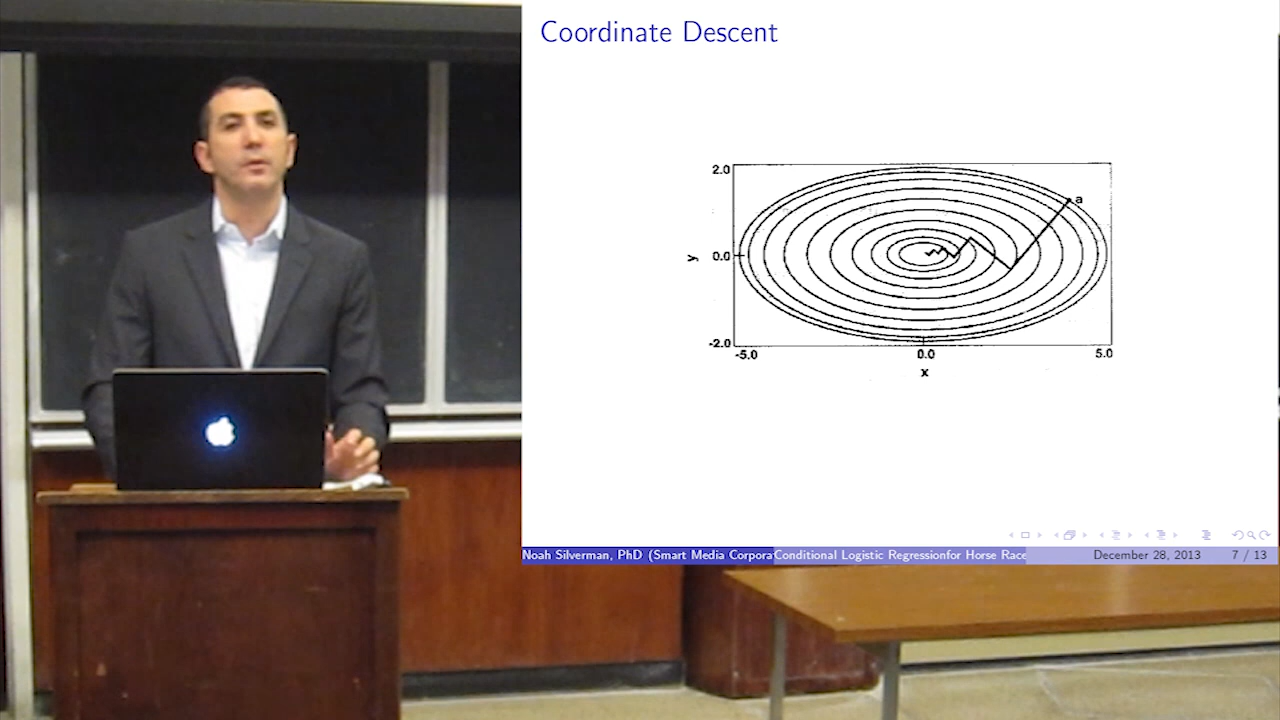 Coordinate Descent
2.0
a
y
0.0
-2.0
-5.0
0.0
5.0
x
Noah Silverman, PhD (Smart Media Corpora
Conditional Logistic Regressionfor Horse Race
December 28, 2013
7 / 13